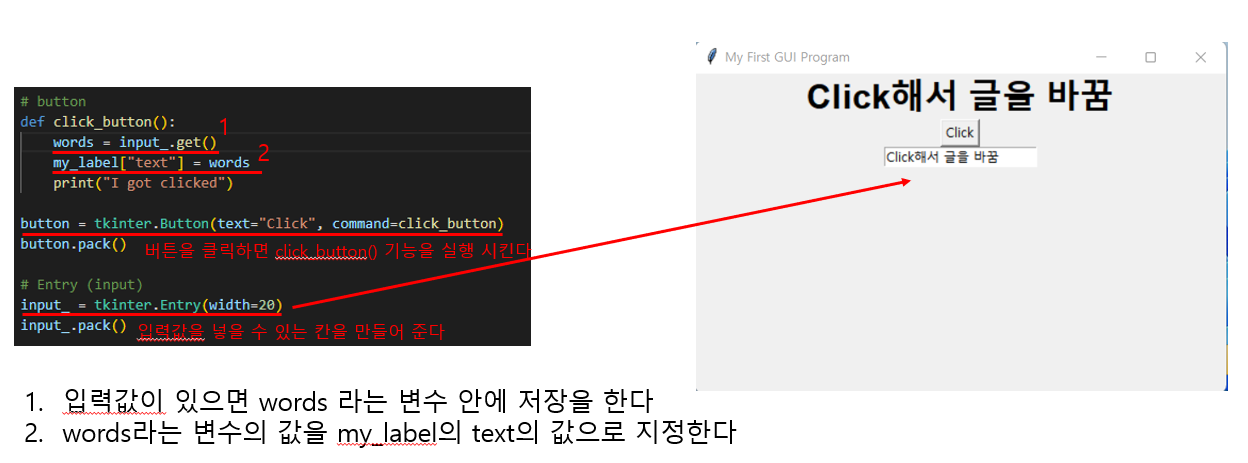 # button
def click_button():
1
words = input_.get()
2
my_label["text"] = words
print("I got clicked")
button = tkinter.Button(text="Click", command=click_button)
button.pack()
버튼을 클릭하면 click_button() 기능을 실행 시킨다
# Entry (input)
input_ = tkinter.Entry(width=20)
input_.pack()
입력값을 넣을 수 있는 칸을 만들어 준다
My First GUI Program
Click해서 글을 바꿈
Click
Click해서 글을 바꿈
1. 입력값이 있으면 words 라는 변수 안에 저장을 한다
2. words라는 변수의 값을 my_label의 text의 값으로 지정한다